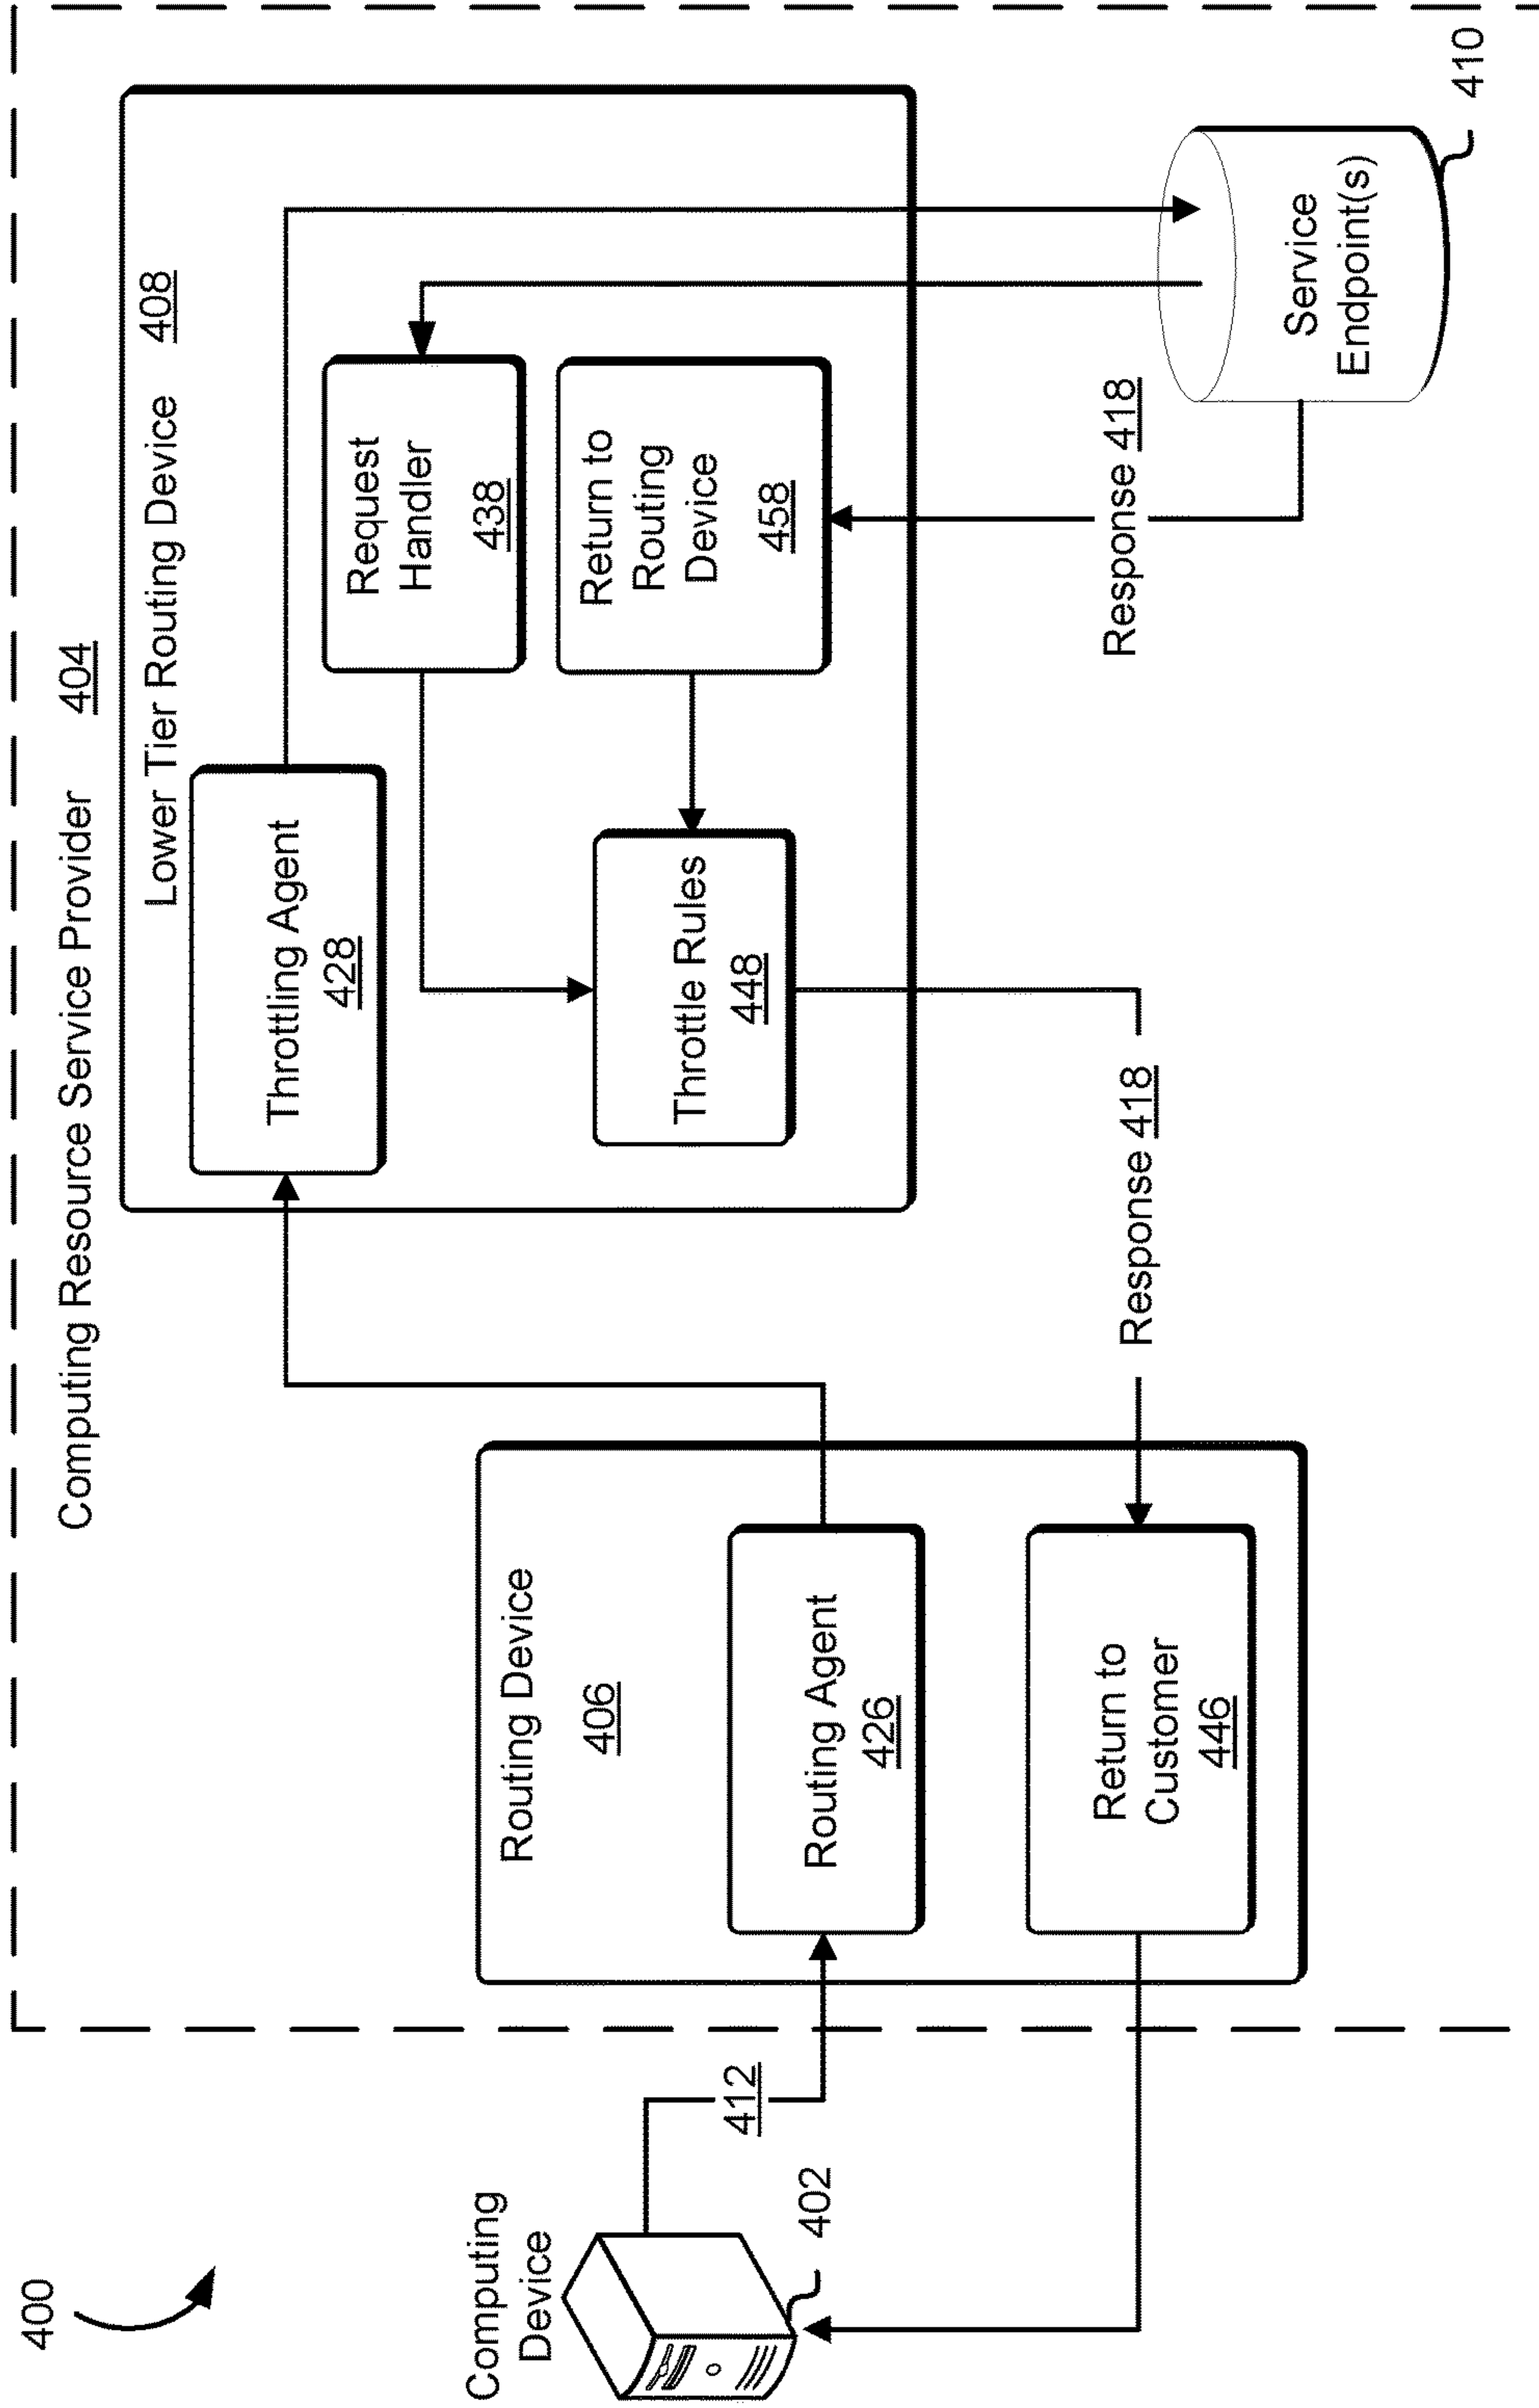 400
Computing Resource Service Provider 404
Lower Tier Routing Device 408
Throttling Agent
428
Request
Handler
438
Throttle Rules
448
Return to
Routing
Device
458
Routing Device
406
Routing Agent
426
Return to
Customer
446
Computing
Device
402
412
Response 418
Response 418
Service
Endpoint(s)
410